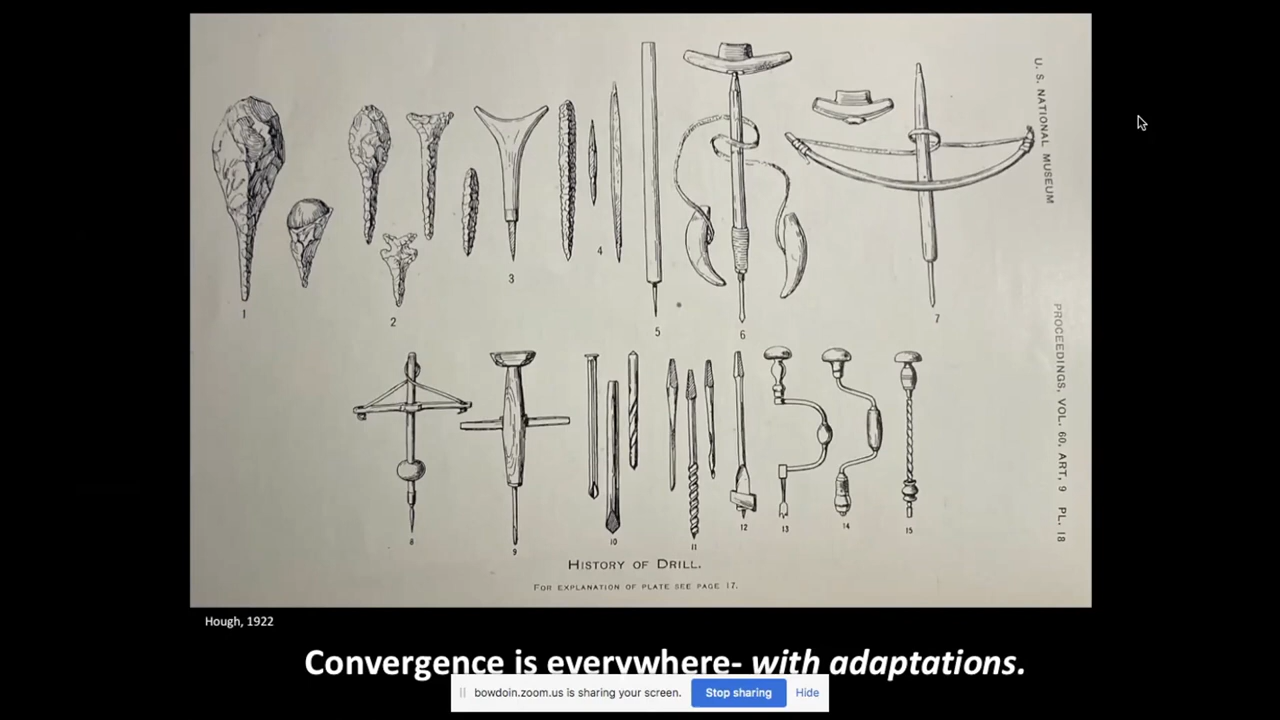 U. S. NATIONAL MUSEUM
PROCEEDINGS, VOL. 60, ART. 9 PL. 18
1
2
3
4
5
6
7
8
9
10
11
12
13
14
15
HISTORY OF DRILL.
FOR EXPLANATION OF PLATE SEE PAGE 17.
Hough, 1922
Convergence is everywhere- with adaptations.
bowdoin.zoom.us is sharing your screen. Stop sharing Hide